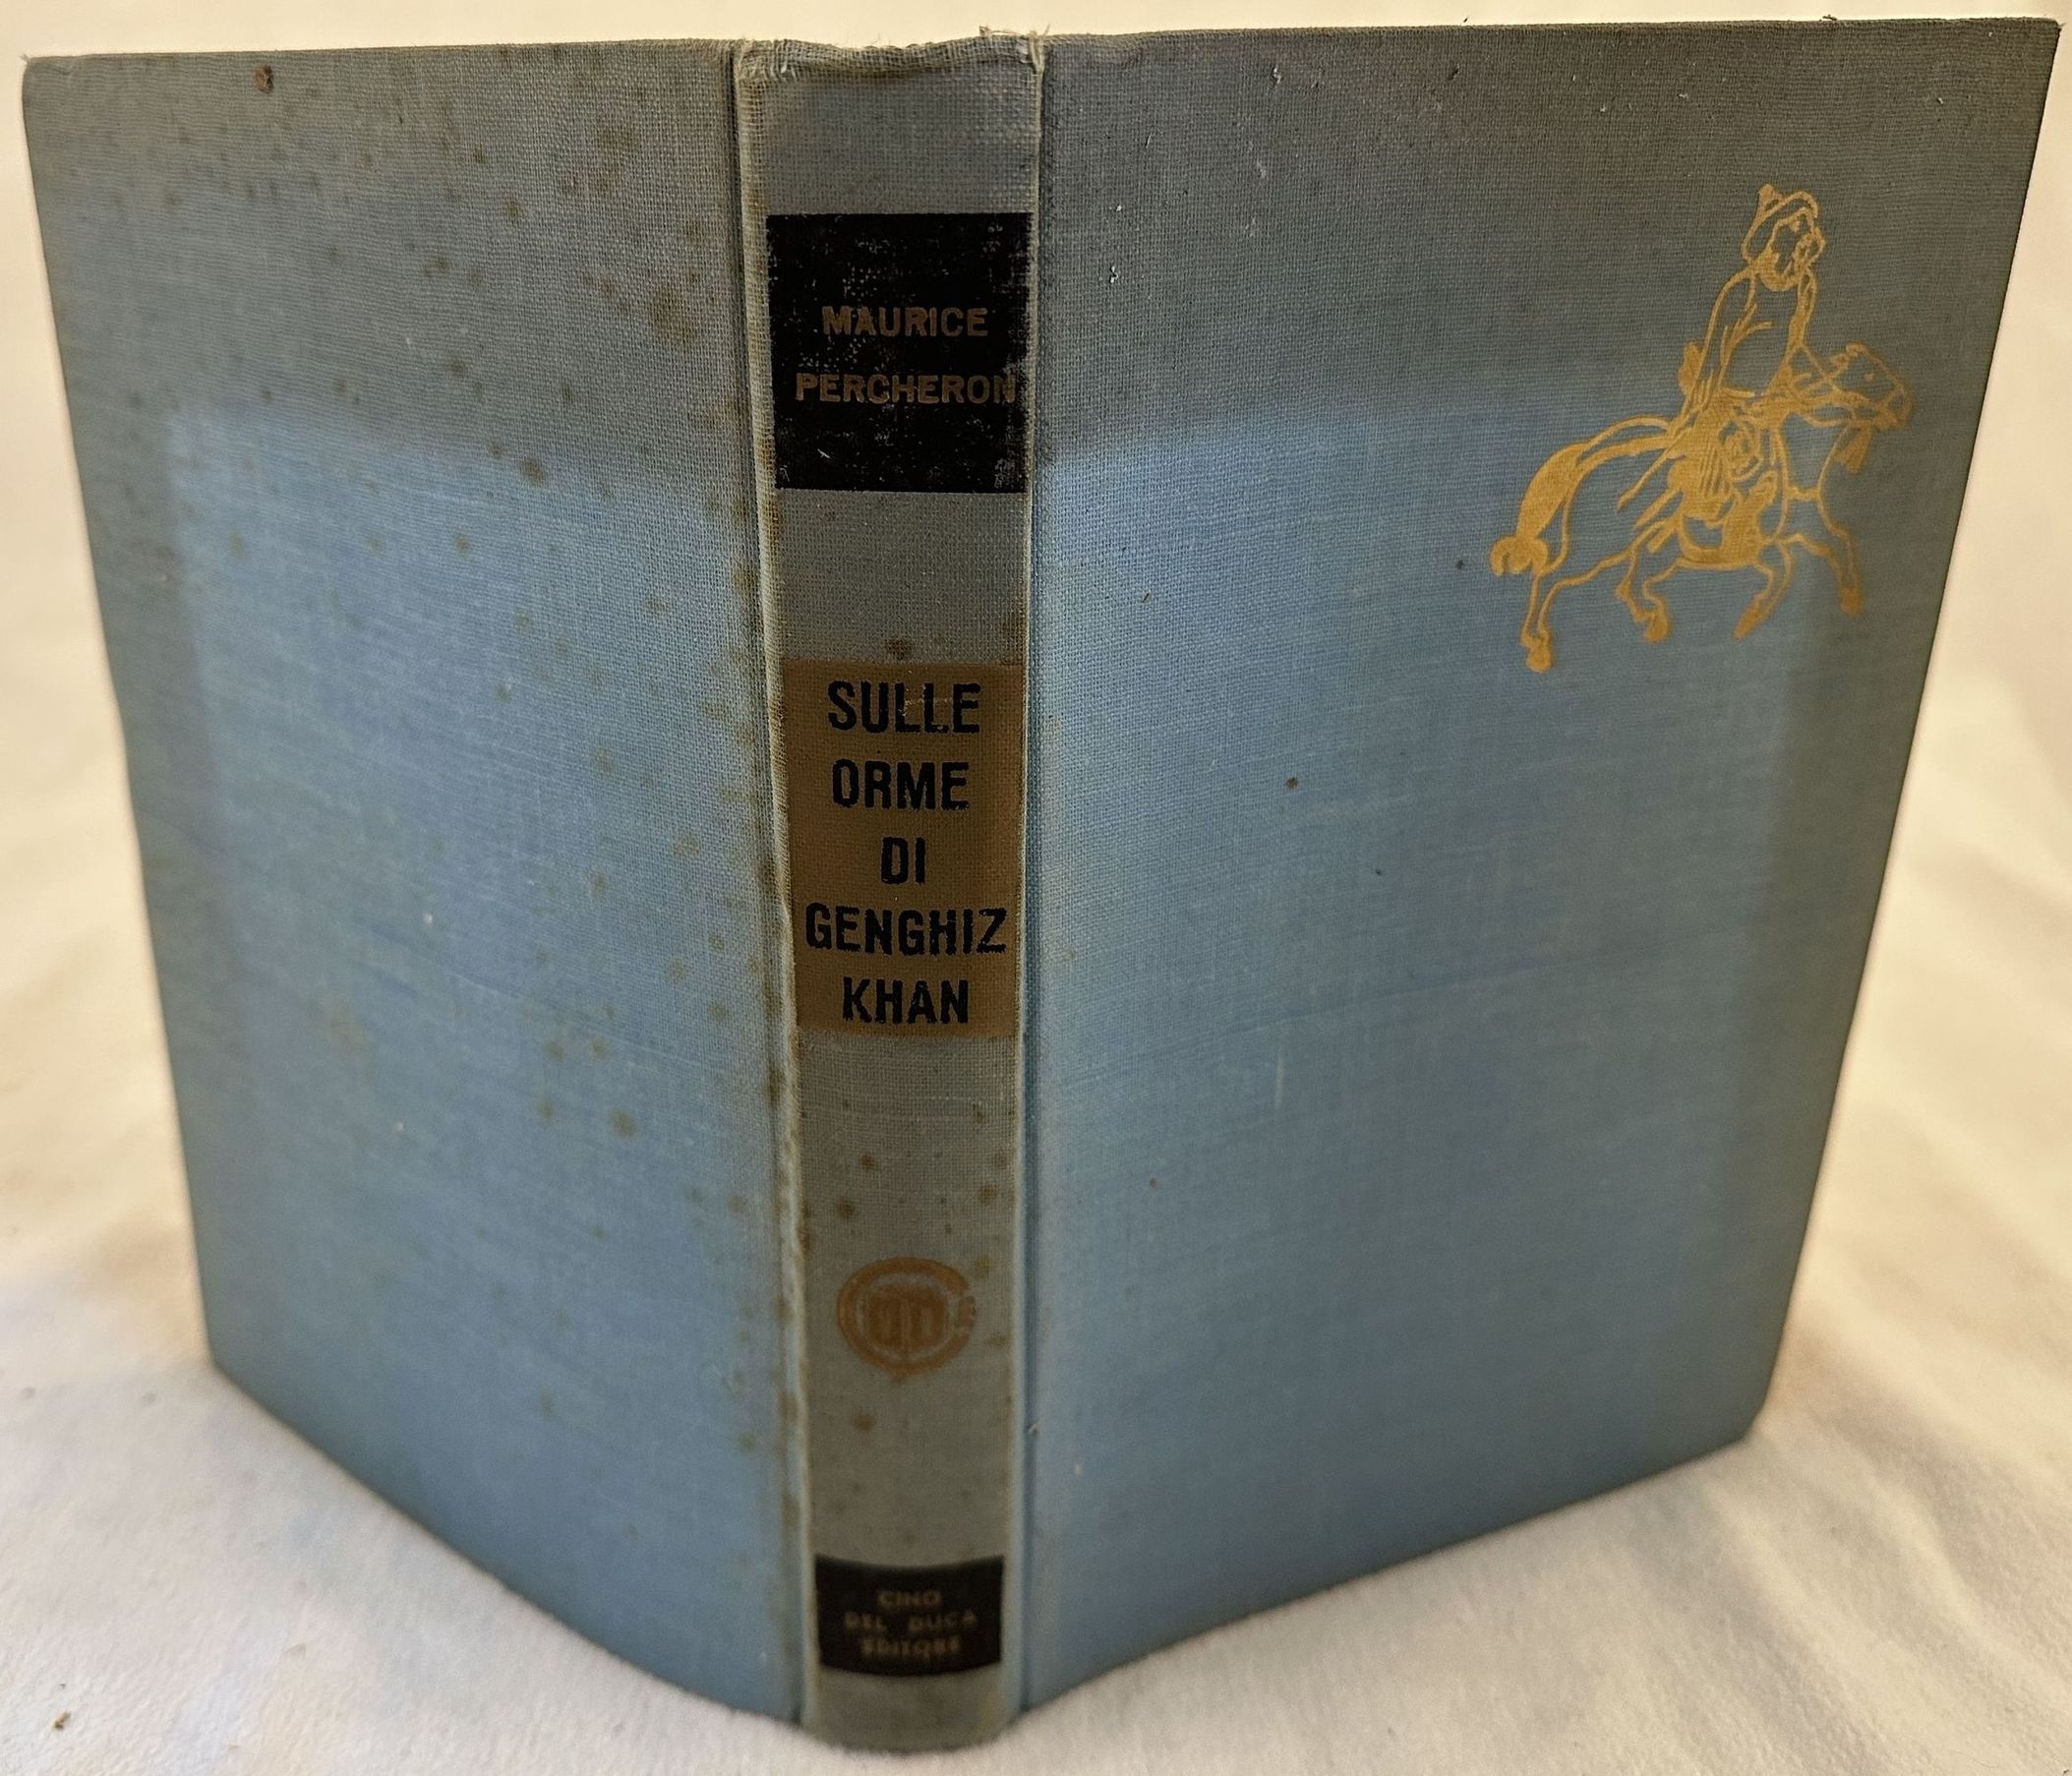 MAURICE
PERCHERON
SULLE
ORME
DI
GENGHIZ
KHAN
CINO
DEL DUCA
EDITORE